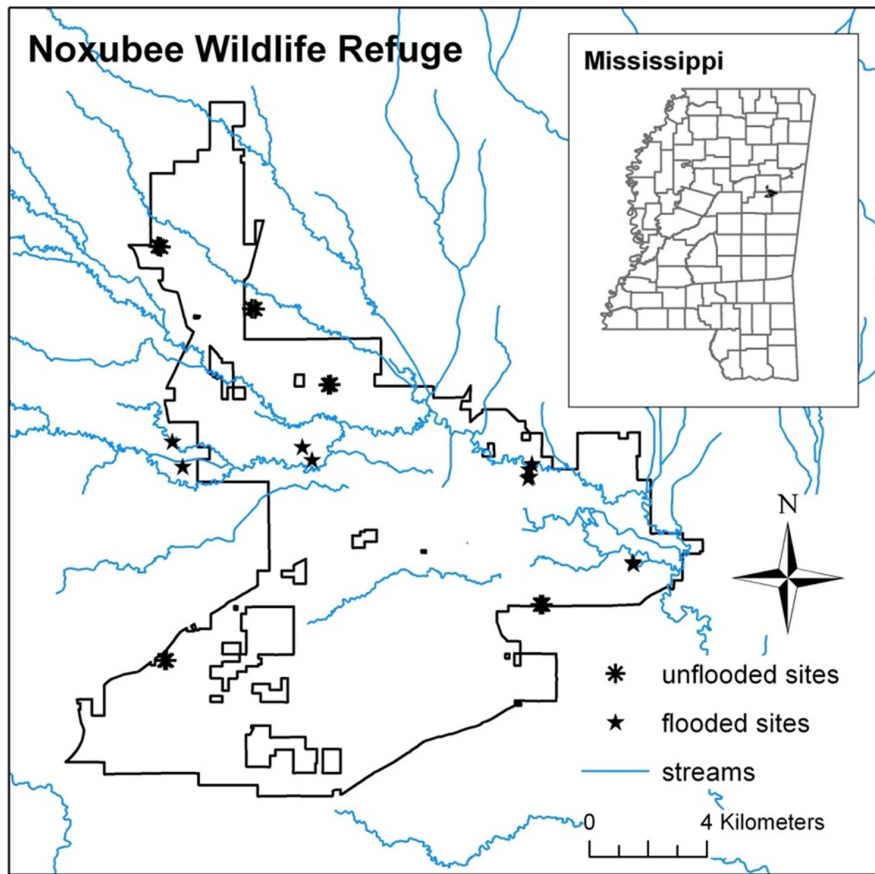 Noxubee Wildlife Refuge
Mississippi
N
unflooded sites
flooded sites
streams
0 4 Kilometers